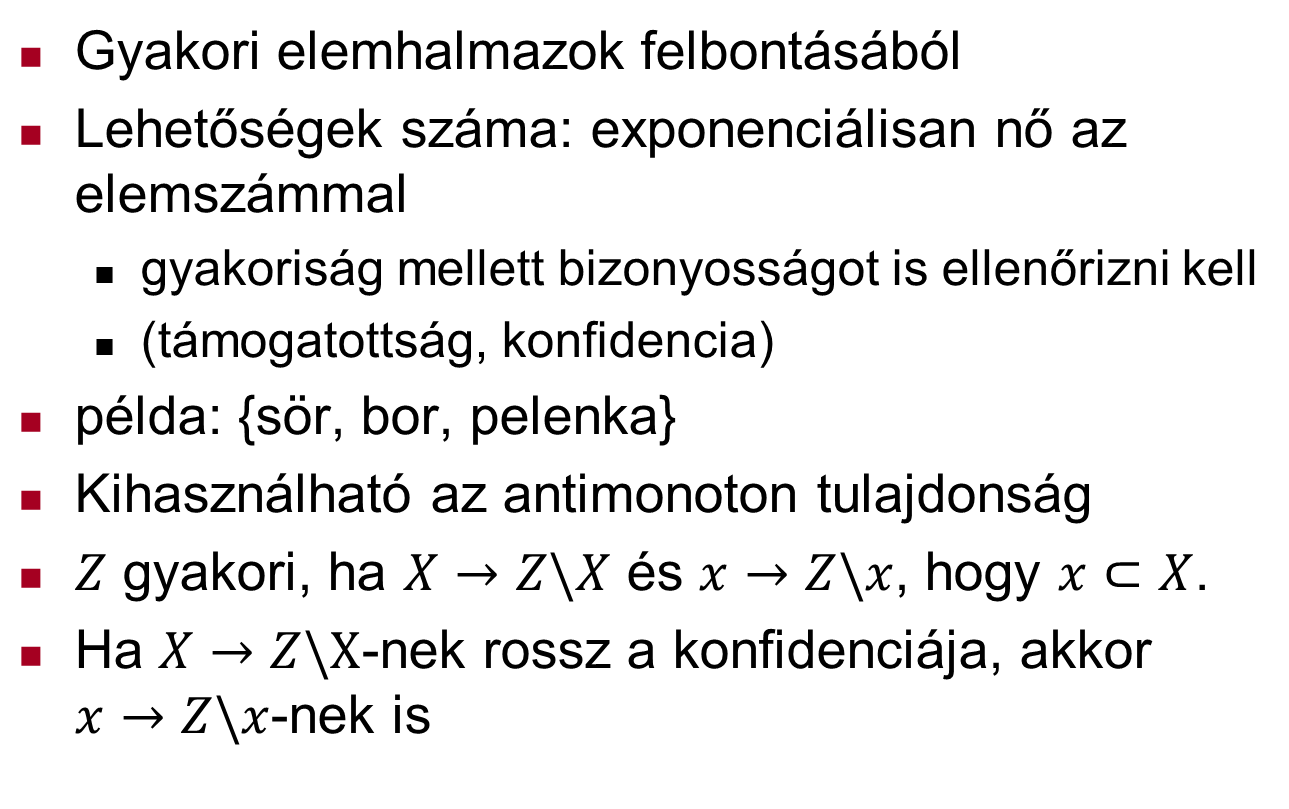 Gyakori elemhalmazok felbontásából
Lehetőségek száma: exponenciálisan nő az
elemszámmal
gyakoriság mellett bizonyosságot is ellenőrizni kell
(támogatottság, konfidencia)
példa: {sör, bor, pelenka}
Kihasználható az antimonoton tulajdonság
Z gyakori, ha X → Z\X és x → Z\x, hogy x ⊂ X.
Ha X → Z\X-nek rossz a konfidenciája, akkor
x → Z\x-nek is